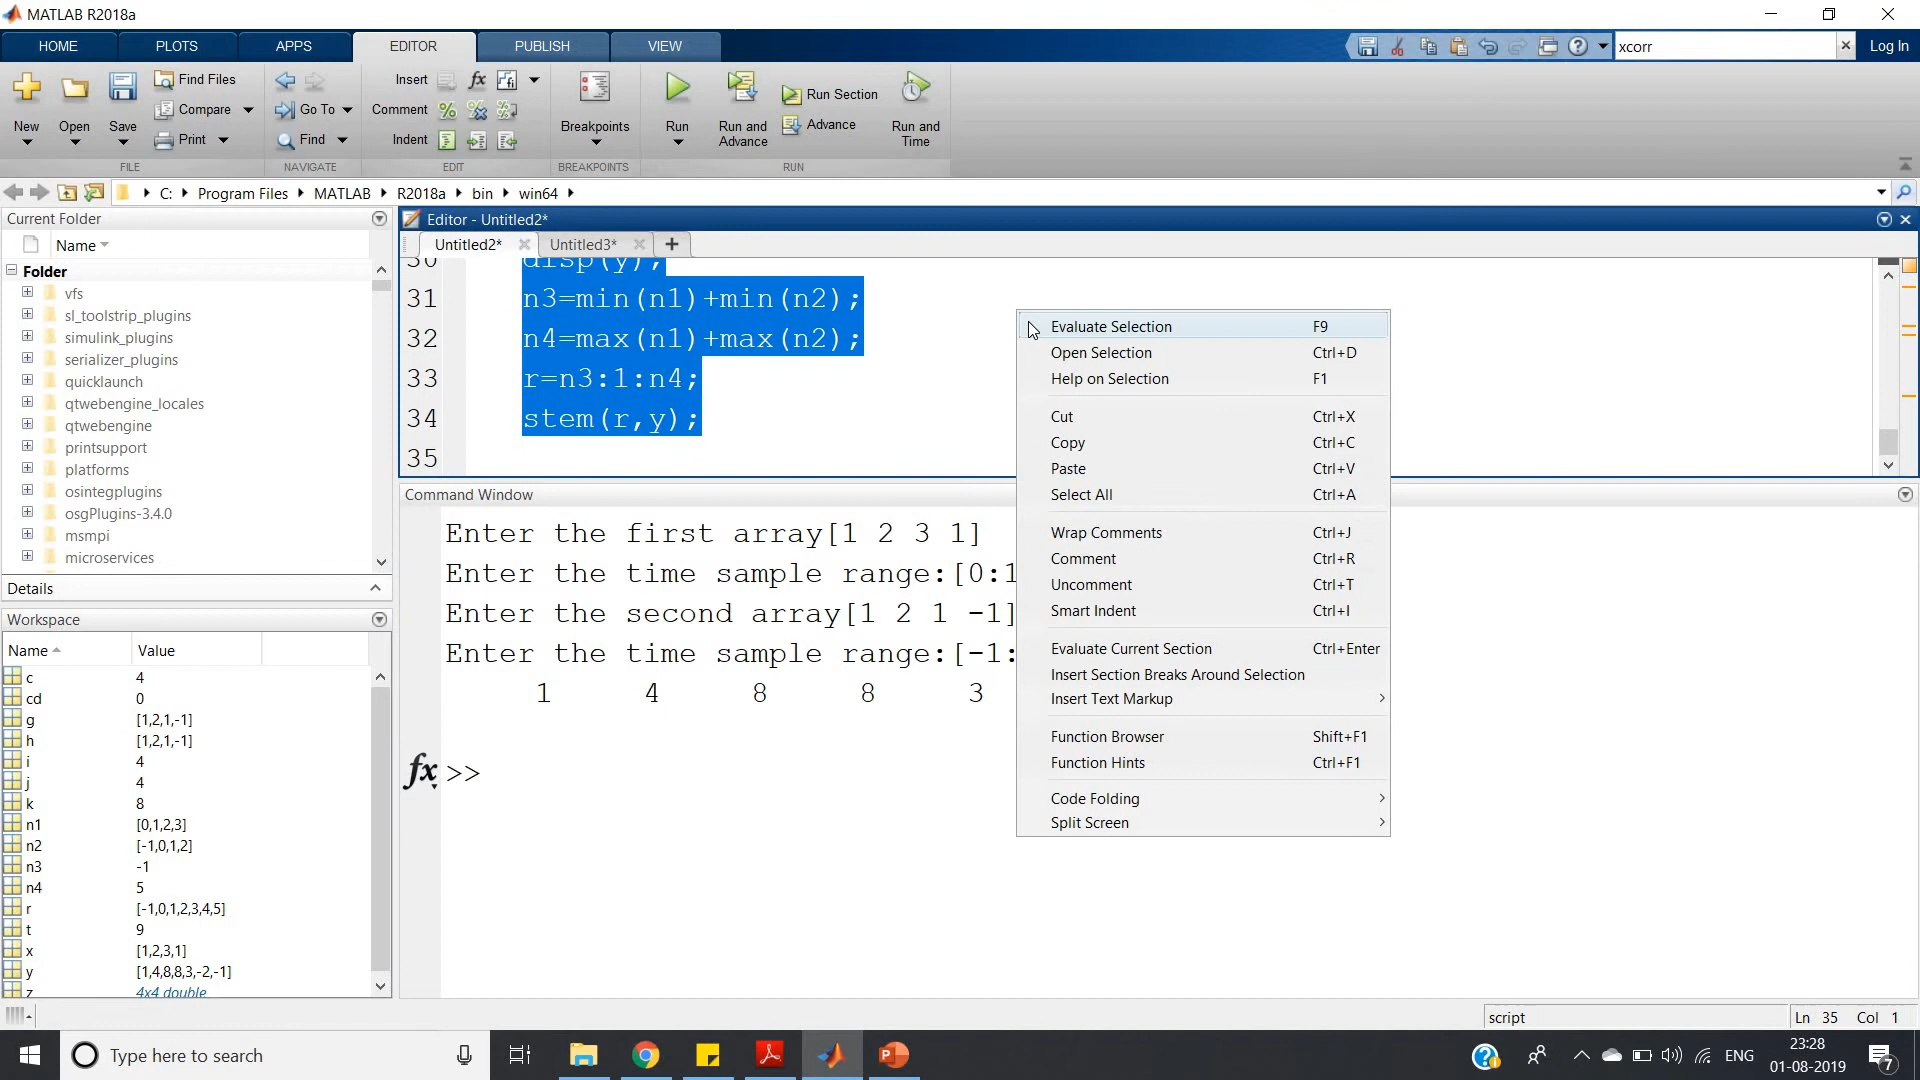 MATLAB R2018a
HOME PLOTS APPS EDITOR PUBLISH VIEW xcorr Log In
New Open Save Find Files Compare Print
Go To Find
Insert Comment Indent
Breakpoints Run Run and Advance Run Section Advance Run and Time
FILE NAVIGATE EDIT BREAKPOINTS RUN
C: Program Files MATLAB R2018a bin win64
Current Folder
Name
Folder
vfs
sl_toolstrip_plugins
simulink_plugins
serializer_plugins
quicklaunch
qtwebengine_locales
qtwebengine
printsupport
platforms
osintegplugins
osgPlugins-3.4.0
msmpi
microservices
Details
Workspace
Name Value
c 4
cd 0
g [1,2,1,-1]
h [1,2,1,-1]
i 4
j 4
k 8
n1 [0,1,2,3]
n2 [-1,0,1,2]
n3 -1
n4 5
r [-1,0,1,2,3,4,5]
t 9
x [1,2,3,1]
y [1,4,8,8,3,-2,-1]
z 4x4 double
Editor - Untitled2*
Untitled2* Untitled3*
30 disp(y);
31 n3=min(n1)+min(n2);
32 n4=max(n1)+max(n2);
33 r=n3:1:n4;
34 stem(r,y);
35
Command Window
Enter the first array[1 2 3 1]
Enter the time sample range:[0:1
Enter the second array[1 2 1 -1]
Enter the time sample range:[-1:
1 4 8 8 3
fx >>
Evaluate Selection F9
Open Selection Ctrl+D
Help on Selection F1
Cut Ctrl+X
Copy Ctrl+C
Paste Ctrl+V
Select All Ctrl+A
Wrap Comments Ctrl+J
Comment Ctrl+R
Uncomment Ctrl+T
Smart Indent Ctrl+I
Evaluate Current Section Ctrl+Enter
Insert Section Breaks Around Selection
Insert Text Markup
Function Browser Shift+F1
Function Hints Ctrl+F1
Code Folding
Split Screen
script Ln 35 Col 1
Type here to search
ENG 23:28
01-08-2019
7